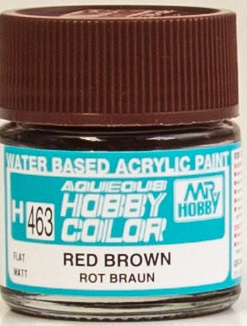 WATER BASED ACRYLIC PAINT
AQUEOUS
HOBBY
COLOR
H 463
MR
HOBBY
FLAT
MATT
RED BROWN
ROT BRAUN